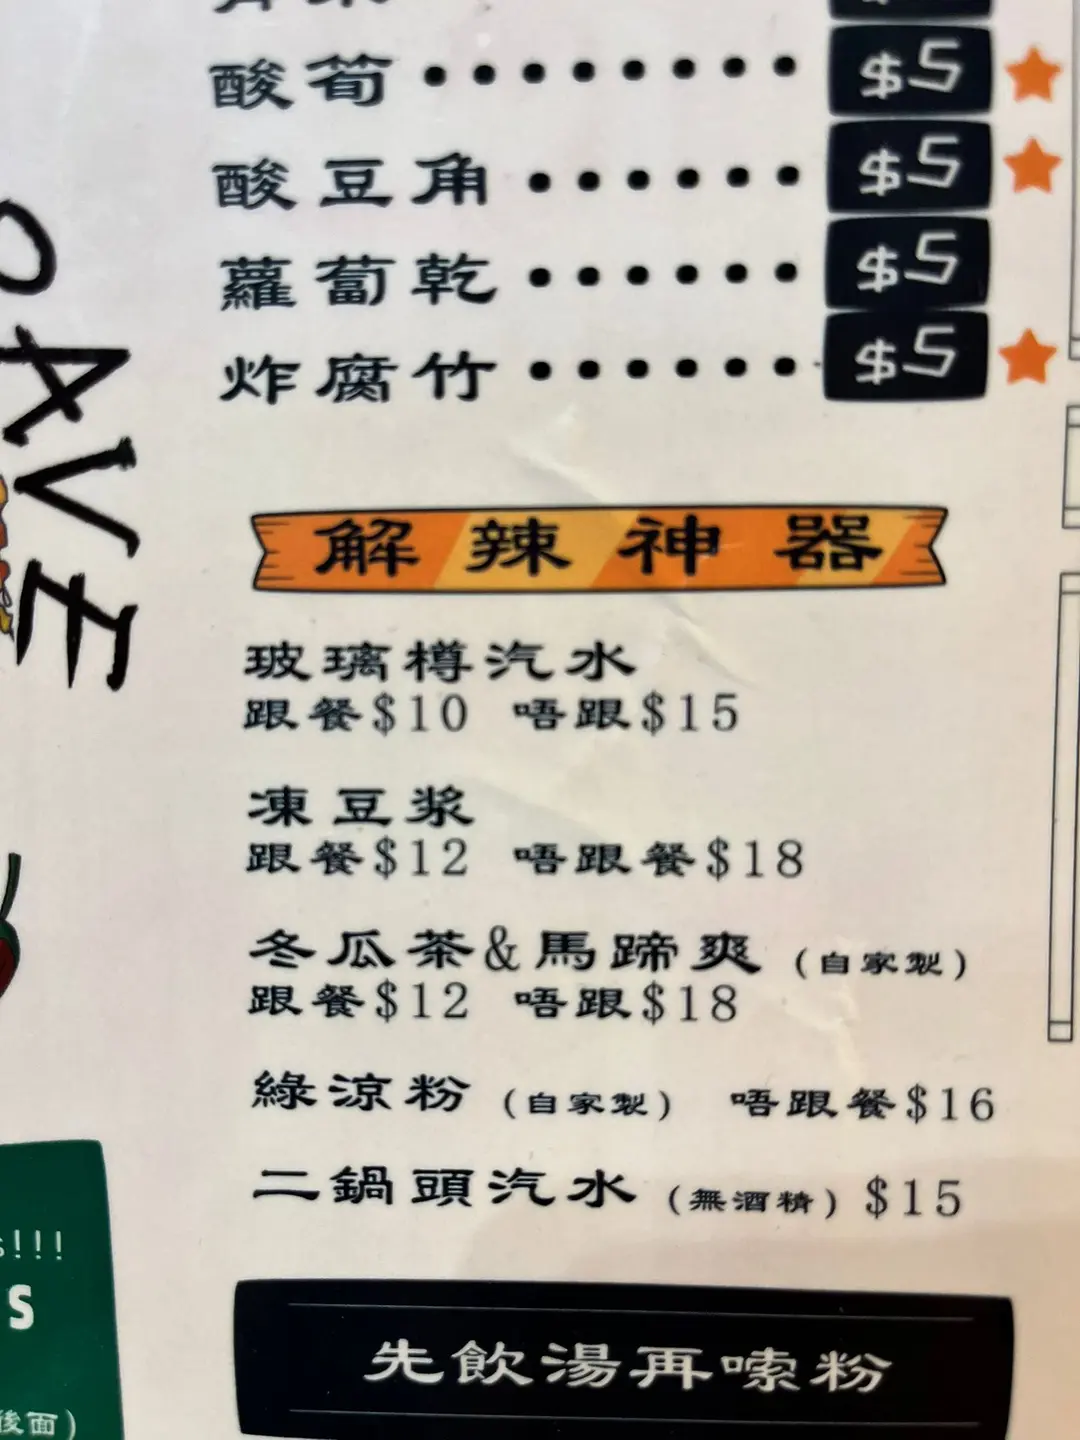 酸荀 $5
酸豆角 $5
蘿蔔乾 $5
炸腐竹 $5
解辣神器
玻璃樽汽水
跟餐$10 唔跟$15
凍豆漿
跟餐$12 唔跟餐$18
冬瓜茶&馬蹄爽 (自家製)
跟餐$12 唔跟$18
綠涼粉 (自家製) 唔跟餐$16
二鍋頭汽水 (無酒精) $15
先飲湯再嗦粉
AVE
s!!!
S
後面)